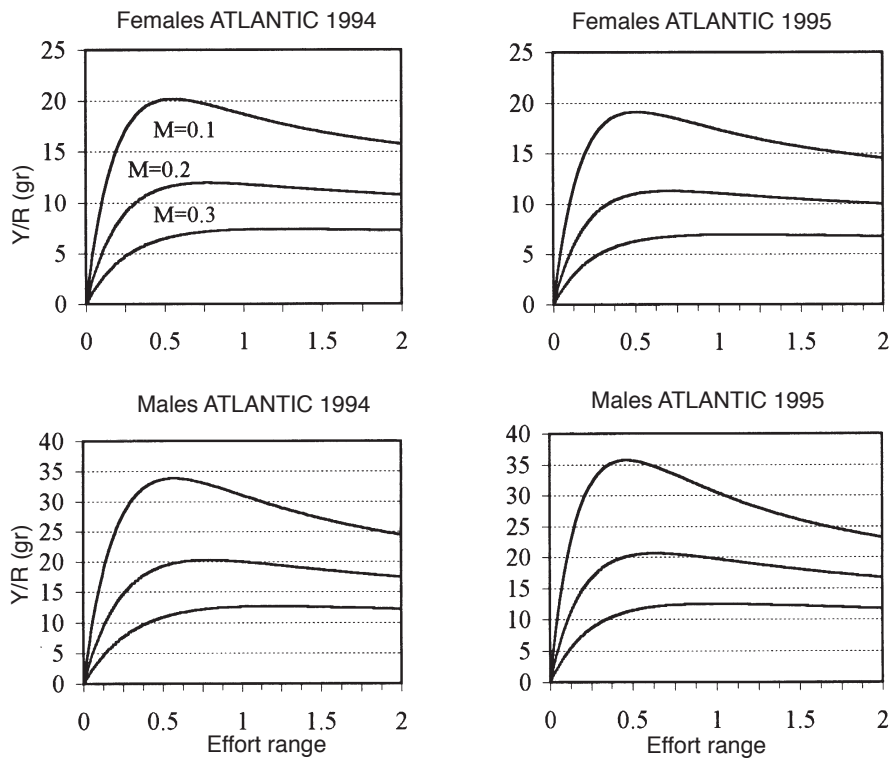 Females ATLANTIC 1994
Y/R (gr)
25
20
15
10
5
0
M=0.1
M=0.2
M=0.3
0 0.5 1 1.5 2
Females ATLANTIC 1995
25
20
15
10
5
0
0 0.5 1 1.5 2
Males ATLANTIC 1994
Y/R (gr)
40
35
30
25
20
15
10
5
0
0 0.5 1 1.5 2
Effort range
Males ATLANTIC 1995
40
35
30
25
20
15
10
5
0
0 0.5 1 1.5 2
Effort range